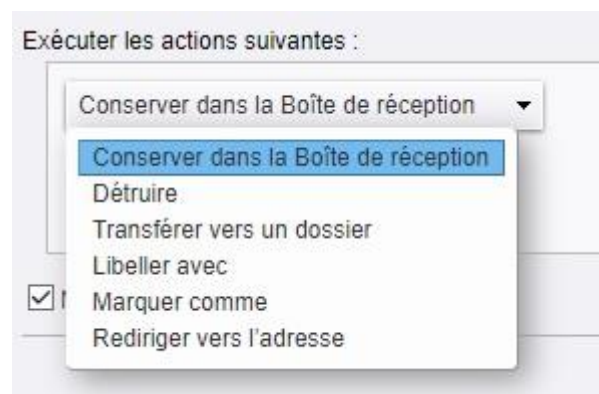 Exécuter les actions suivantes :
Conserver dans la Boîte de réception
Conserver dans la Boîte de réception
Détruire
Transférer vers un dossier
Libeller avec
Marquer comme
Rediriger vers l'adresse